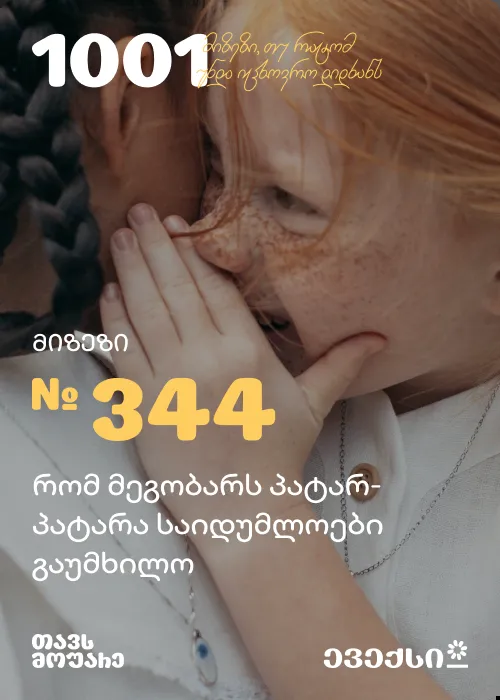 1001 მიზეზი, თუ რატომ
უნდა იცხოვრო დიდხანს
მიზეზი
№ 344
რომ მეგობარს პატარ-
პატარა საიდუმლოები
გაუმხილო
თავს
მოუარე
ევექსი